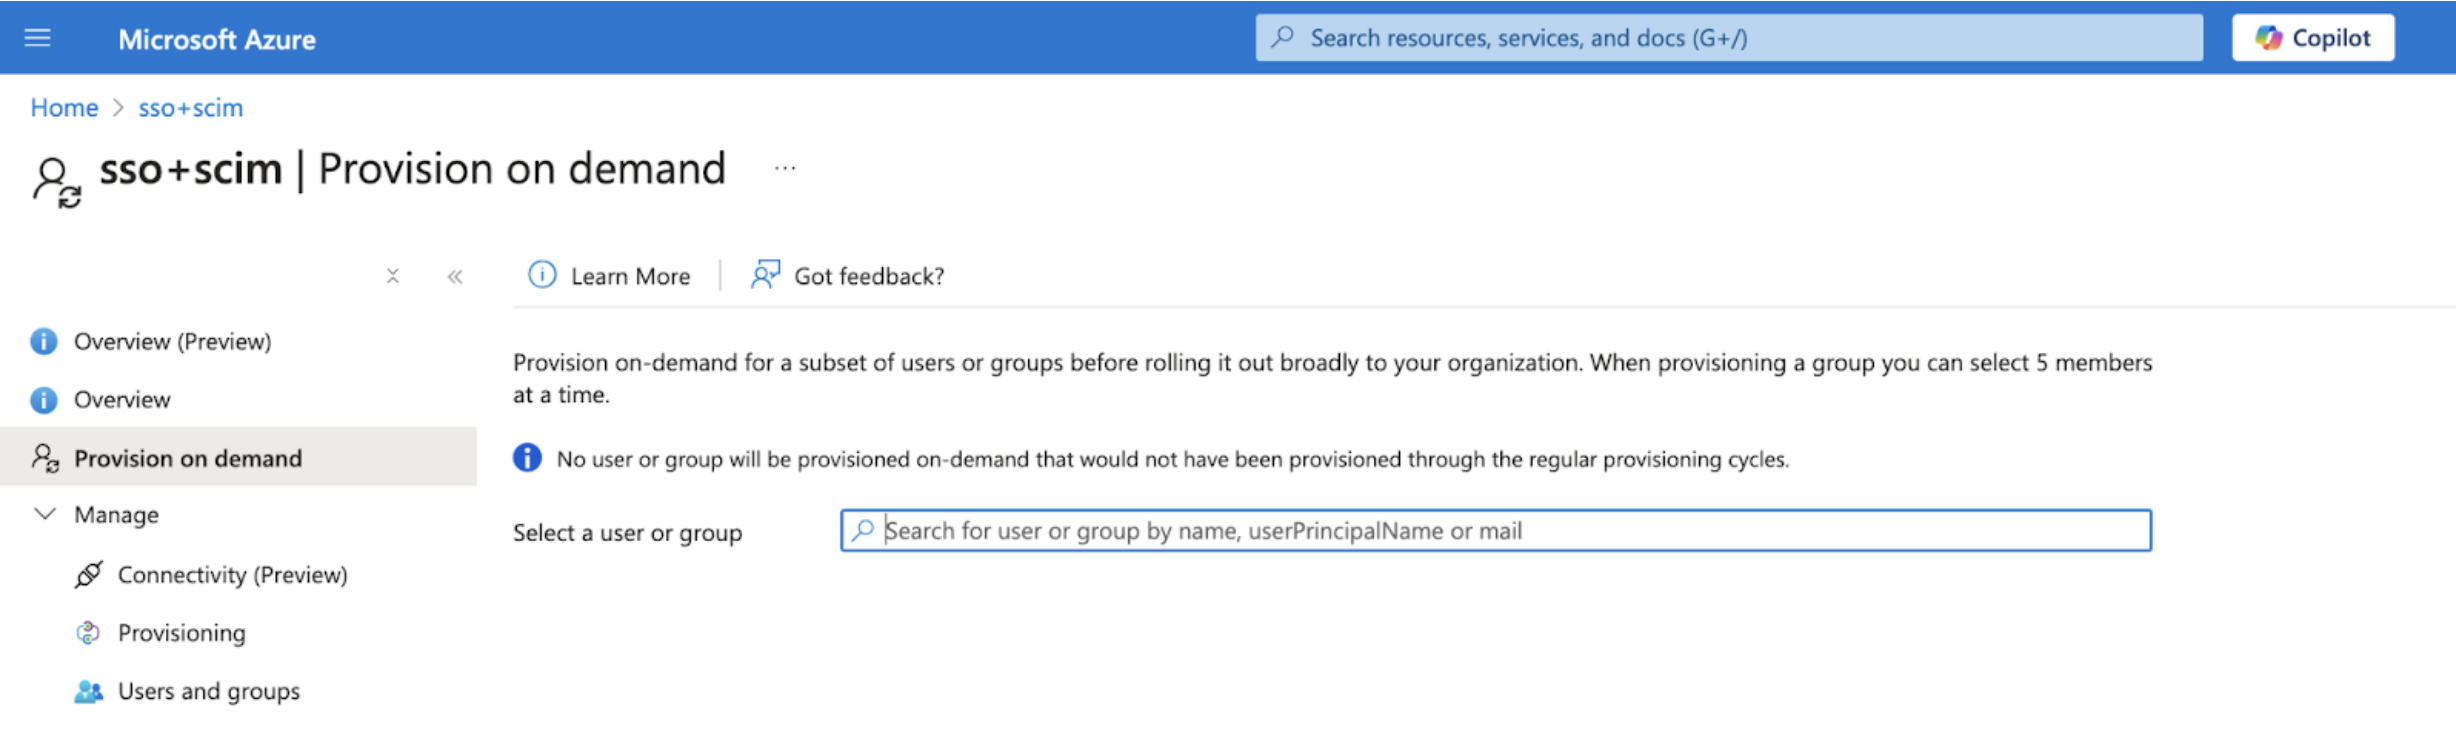 Microsoft Azure
Search resources, services, and docs (G+/)
Copilot
Home > sso+scim
sso+scim | Provision on demand ...
Learn More
Got feedback?
Overview (Preview)
Overview
Provision on demand
Manage
Connectivity (Preview)
Provisioning
Users and groups
Provision on-demand for a subset of users or groups before rolling it out broadly to your organization. When provisioning a group you can select 5 members
at a time.
No user or group will be provisioned on-demand that would not have been provisioned through the regular provisioning cycles.
Select a user or group
Search for user or group by name, userPrincipalName or mail